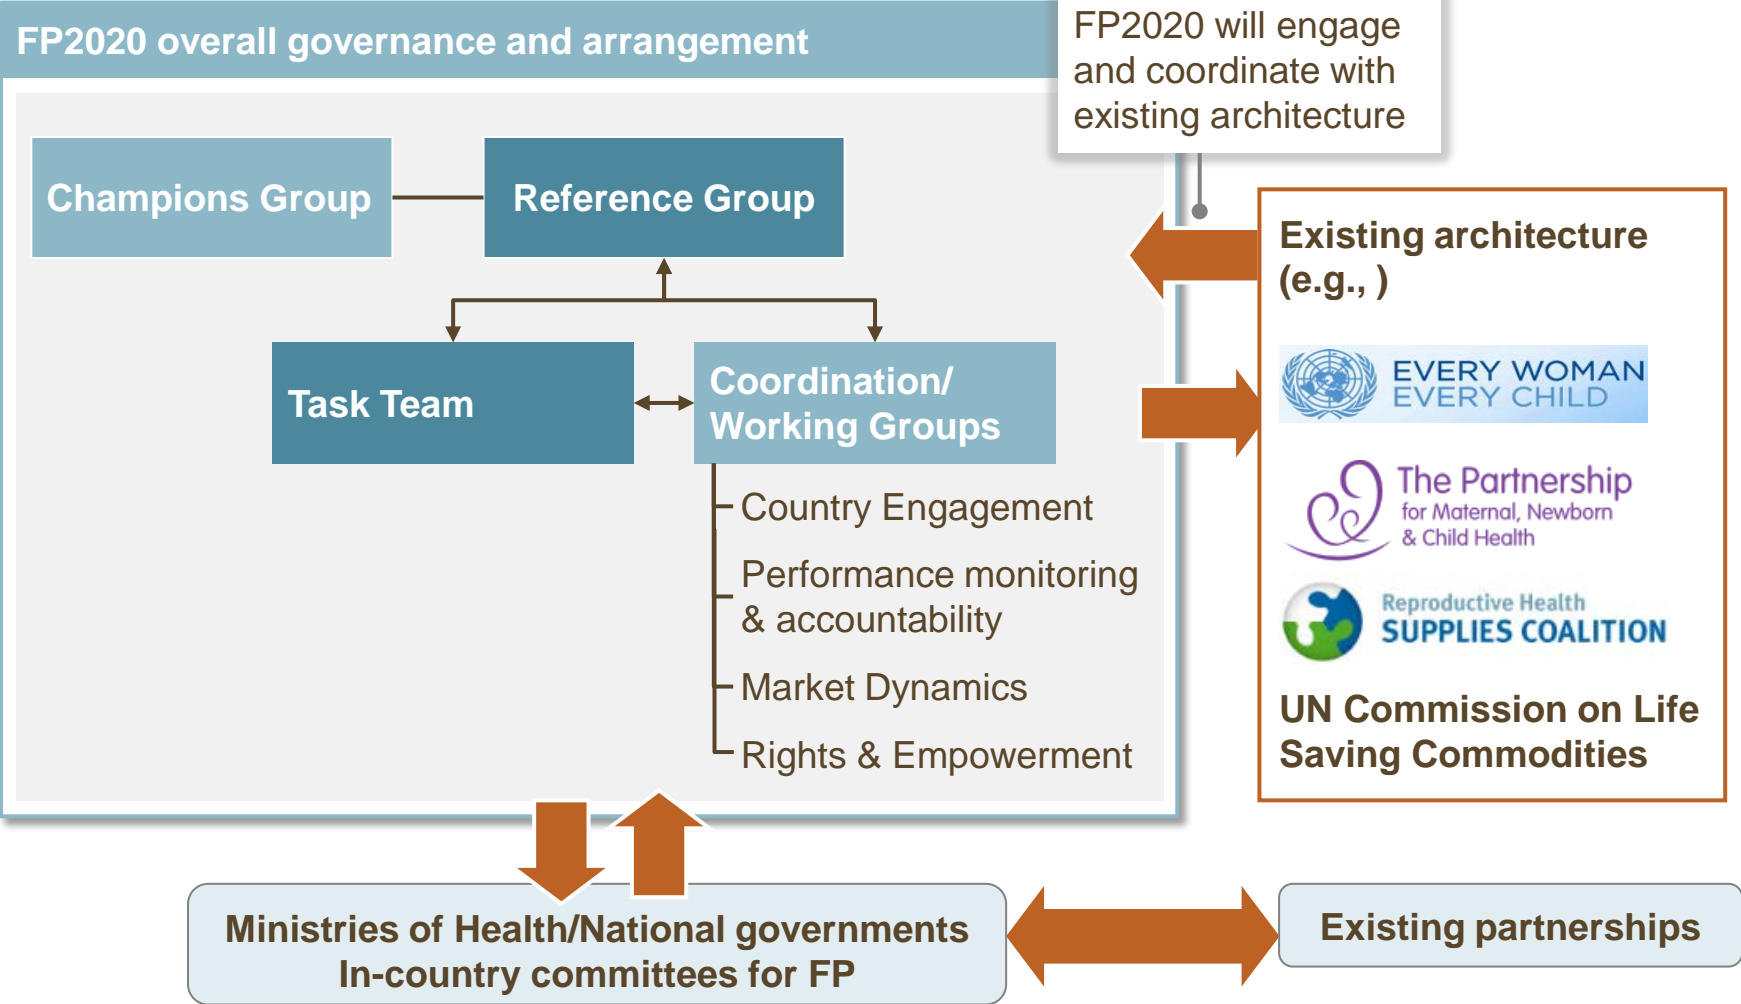 FP2020 overall governance and arrangement
FP2020 will engage
and coordinate with
existing architecture
Champions Group
Reference Group
Task Team
Coordination/
Working Groups
Country Engagement
Performance monitoring
& accountability
Market Dynamics
Rights & Empowerment
Existing architecture
(e.g., )
EVERY WOMAN
EVERY CHILD
The Partnership
for Maternal, Newborn
& Child Health
Reproductive Health
SUPPLIES COALITION
UN Commission on Life
Saving Commodities
Ministries of Health/National governments
In-country committees for FP
Existing partnerships